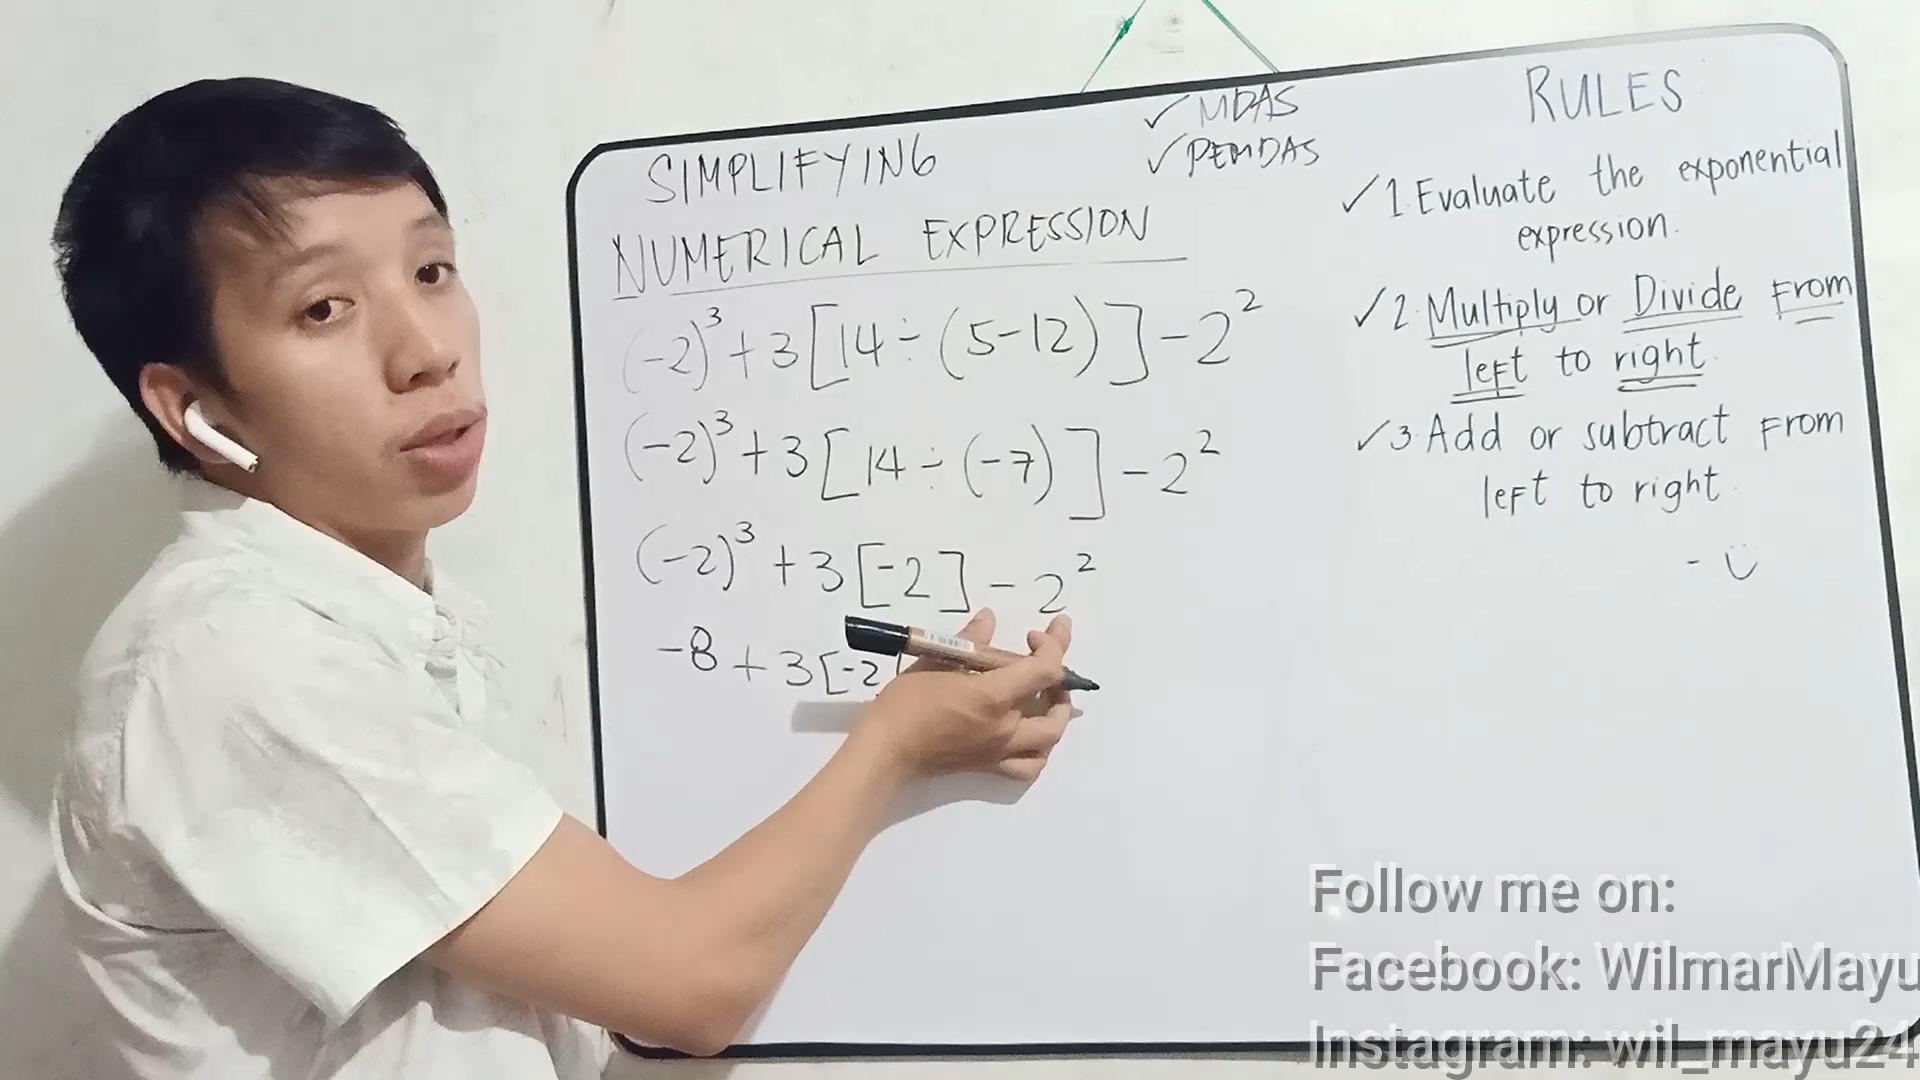 SIMPLIFYING
NUMERICAL EXPRESSION
✓ MDAS
✓ PEMDAS
(-2)³ + 3[14 ÷ (5-12)] - 2²
(-2)³ + 3[14 ÷ (-7)] - 2²
(-2)³ + 3[-2] - 2²
-8 + 3[-2
RULES
✓ 1. Evaluate the exponential
expression.
✓ 2. Multiply or Divide From
left to right.
✓ 3. Add or subtract From
left to right.
Follow me on:
Facebook: WilmarMayu
Instagram: wil_mayu24